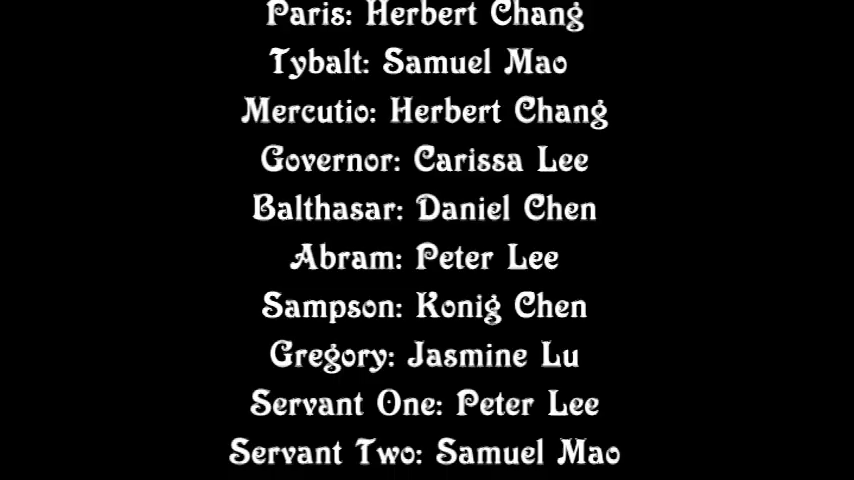 Paris: Herbert Chang
Tybalt: Samuel Mao
Mercutio: Herbert Chang
Governor: Carissa Lee
Balthasar: Daniel Chen
Abram: Peter Lee
Sampson: Konig Chen
Gregory: Jasmine Lu
Servant One: Peter Lee
Servant Two: Samuel Mao